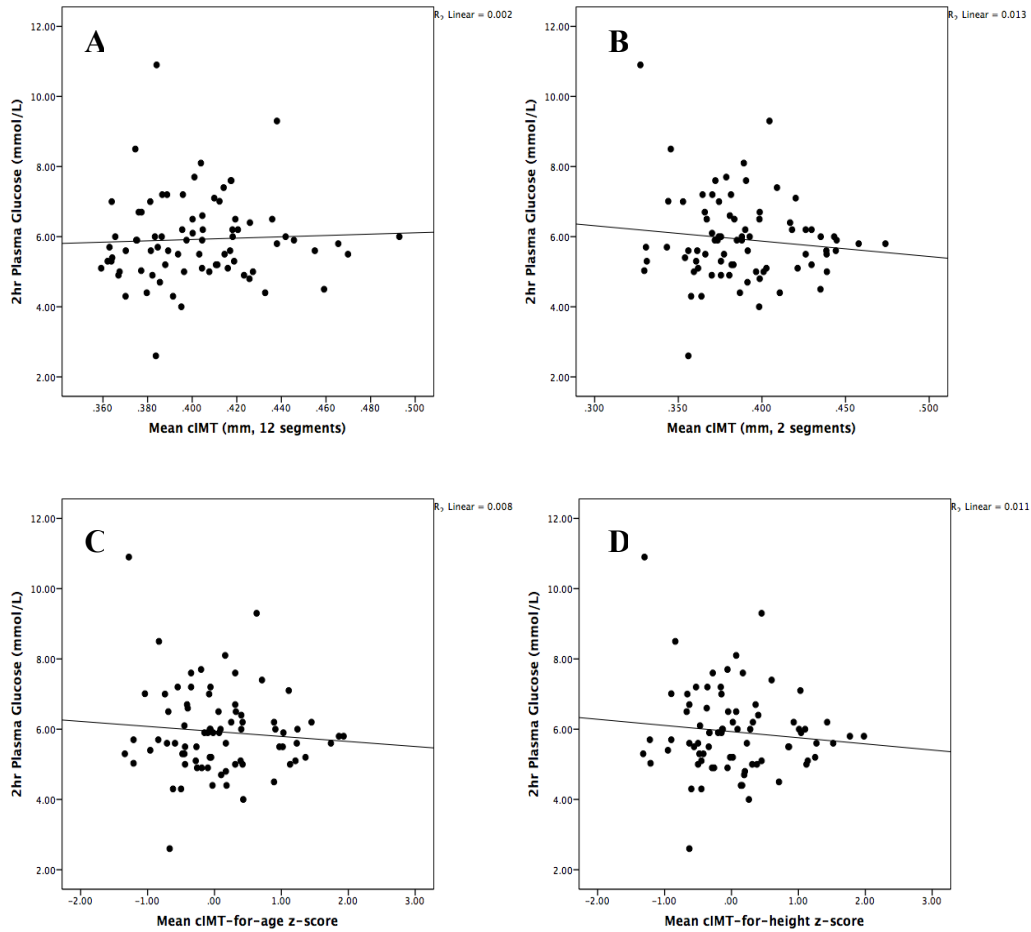 R₂ Linear = 0.002
A
12.00
10.00
8.00
6.00
4.00
2.00
2hr Plasma Glucose (mmol/L)
.360 .380 .400 .420 .440 .460 .480 .500
Mean cIMT (mm, 12 segments)
R₂ Linear = 0.013
B
12.00
10.00
8.00
6.00
4.00
2.00
2hr Plasma Glucose (mmol/L)
.300 .350 .400 .450 .500
Mean cIMT (mm, 2 segments)
R₂ Linear = 0.008
C
12.00
10.00
8.00
6.00
4.00
2.00
2hr Plasma Glucose (mmol/L)
-2.00 -1.00 .00 1.00 2.00 3.00
Mean cIMT-for-age z-score
R₂ Linear = 0.011
D
12.00
10.00
8.00
6.00
4.00
2.00
2hr Plasma Glucose (mmol/L)
-2.00 -1.00 .00 1.00 2.00 3.00
Mean cIMT-for-height z-score